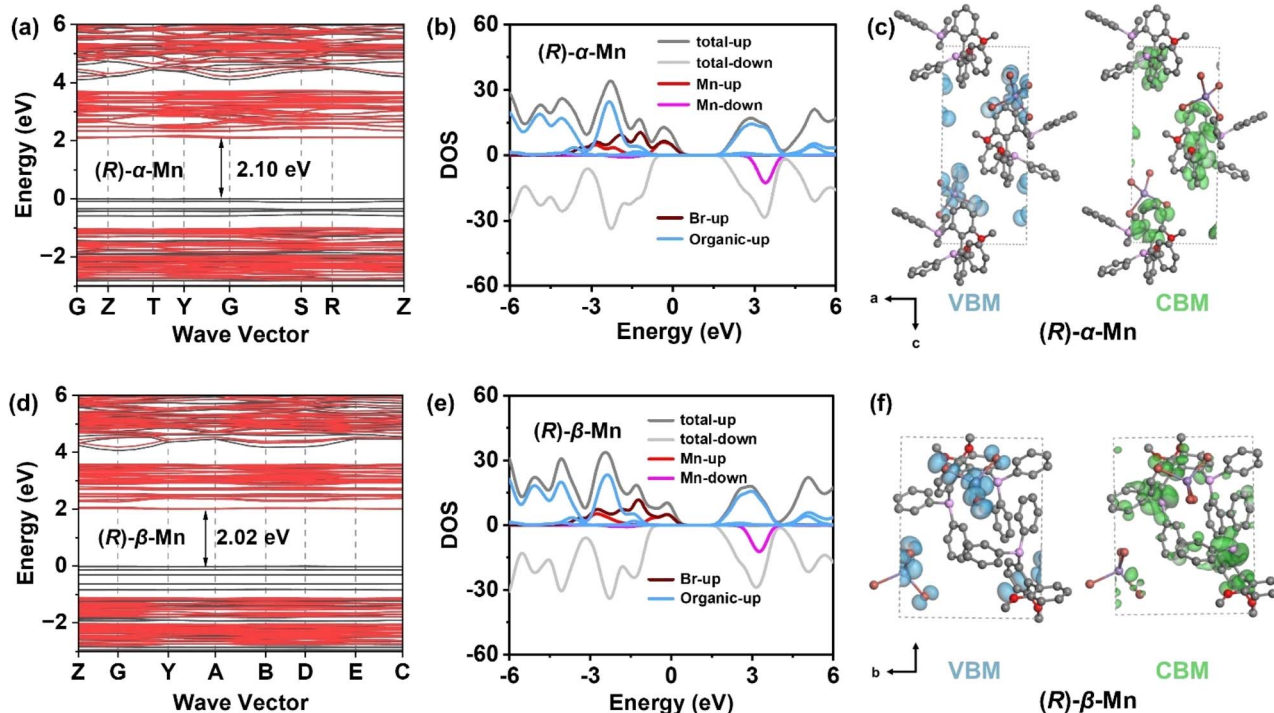 (a)
6
4
2
0
−2
Energy (eV)
(R)-α-Mn
2.10 eV
G Z T Y G S R Z
Wave Vector
(b)
60
30
0
−30
−60
DOS
(R)-α-Mn
total-up
total-down
Mn-up
Mn-down
Br-up
Organic-up
-6 -3 0 3 6
Energy (eV)
(c)
a
c
VBM
CBM
(R)-α-Mn
(d)
6
4
2
0
−2
Energy (eV)
(R)-β-Mn
2.02 eV
Z G Y A B D E C
Wave Vector
(e)
60
30
0
-30
-60
DOS
(R)-β-Mn
total-up
total-down
Mn-up
Mn-down
Br-up
Organic-up
-6 -3 0 3 6
Energy (eV)
(f)
b
c
VBM
CBM
(R)-β-Mn